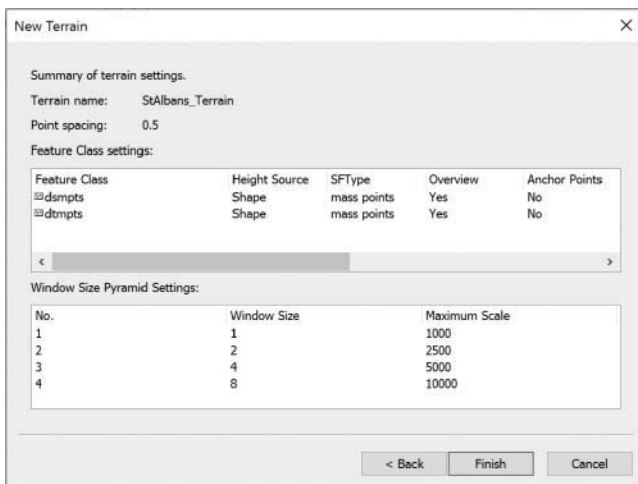 New Terrain
Summary of terrain settings.
Terrain name: StAlbans_Terrain
Point spacing: 0.5
Feature Class settings:
Feature Class Height Source SFType Overview Anchor Points
dsmpts Shape mass points Yes No
dtmpts Shape mass points Yes No
Window Size Pyramid Settings:
No. Window Size Maximum Scale
1 1 1000
2 2 2500
3 4 5000
4 8 10000
< Back Finish Cancel